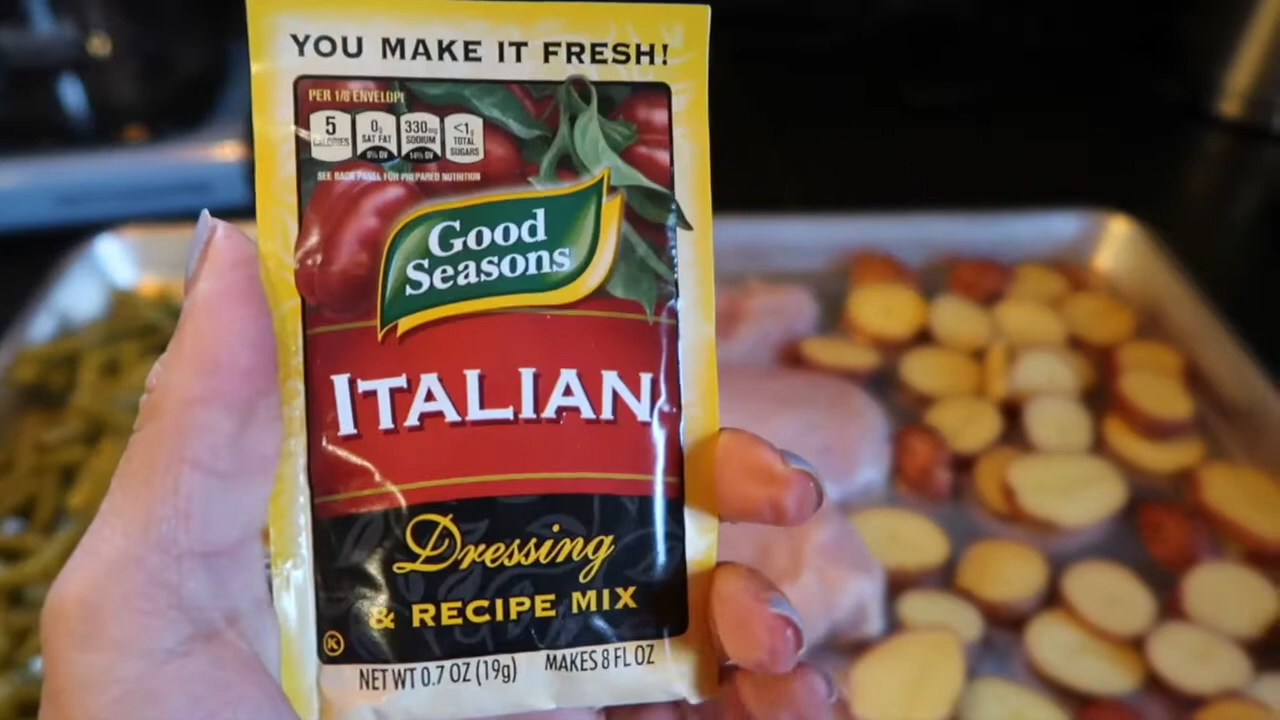 YOU MAKE IT FRESH!
PER 1/8 ENVELOPE
5 CALORIES
0g SAT FAT 0% DV
330mg SODIUM 14% DV
<1g TOTAL SUGARS
SEE BACK PANEL FOR PREPARED NUTRITION
Good
Seasons
ITALIAN
Dressing
& RECIPE MIX
K
NET WT 0.7 OZ (19g) MAKES 8 FL OZ